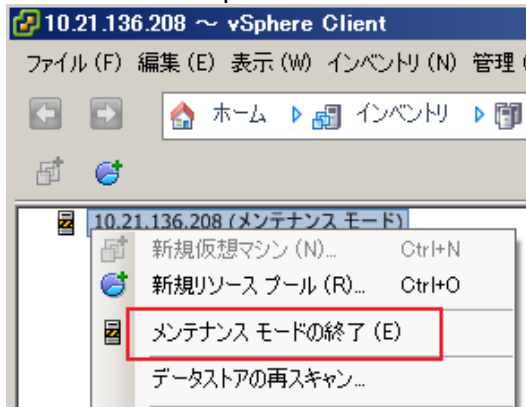 10.21.136.208 ～ vSphere Client
ファイル(F) 編集(E) 表示(W) インベントリ(N) 管理(
ホーム インベントリ
10.21.136.208 (メンテナンス モード)
新規仮想マシン(N)... Ctrl+N
新規リソース プール(R)... Ctrl+O
メンテナンス モードの終了(E)
データストアの再スキャン...